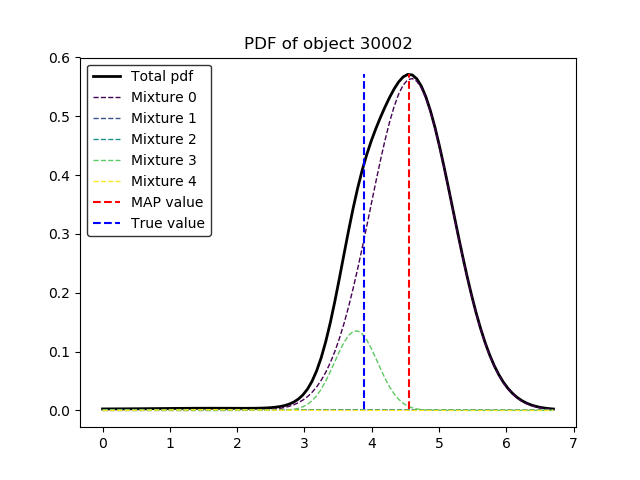 PDF of object 30002
0.6
0.5
0.4
0.3
0.2
0.1
0.0
Total pdf
Mixture 0
Mixture 1
Mixture 2
Mixture 3
Mixture 4
MAP value
True value
0 1 2 3 4 5 6 7